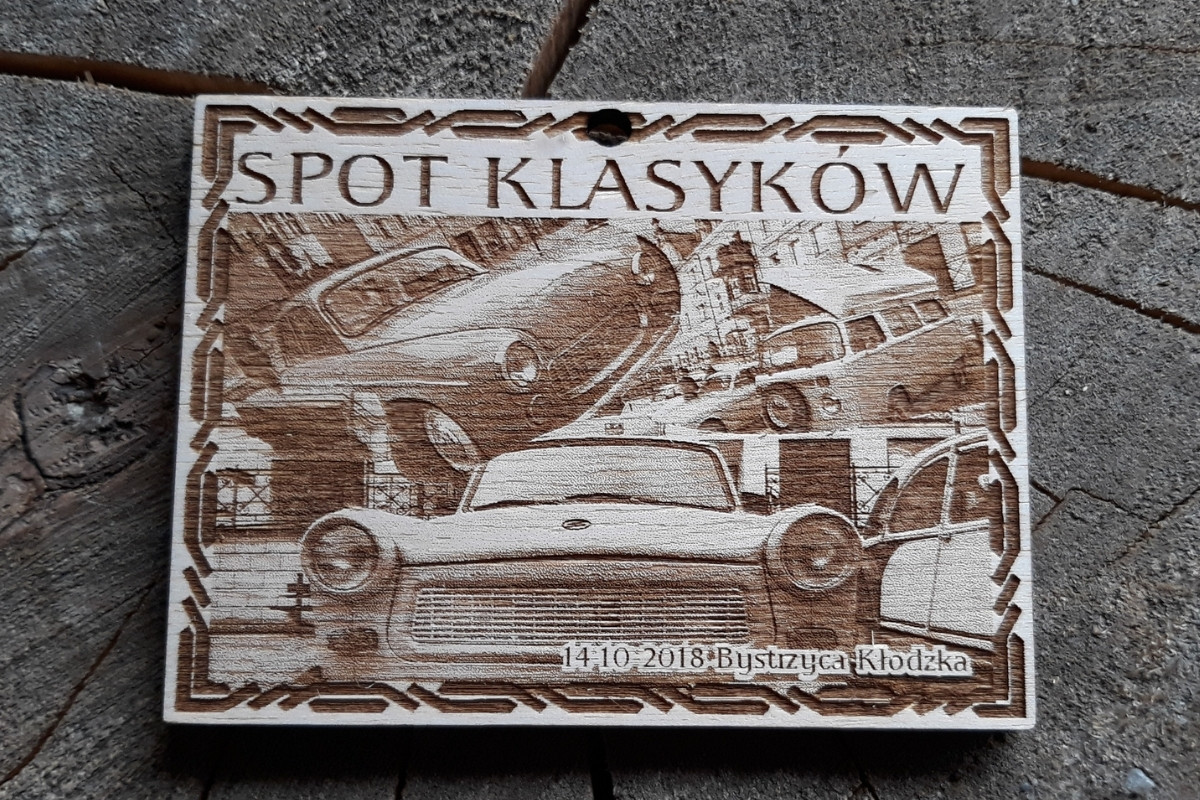 SPOT KLASYKÓW
14-10-2018 Bystrzyca Kłodzka